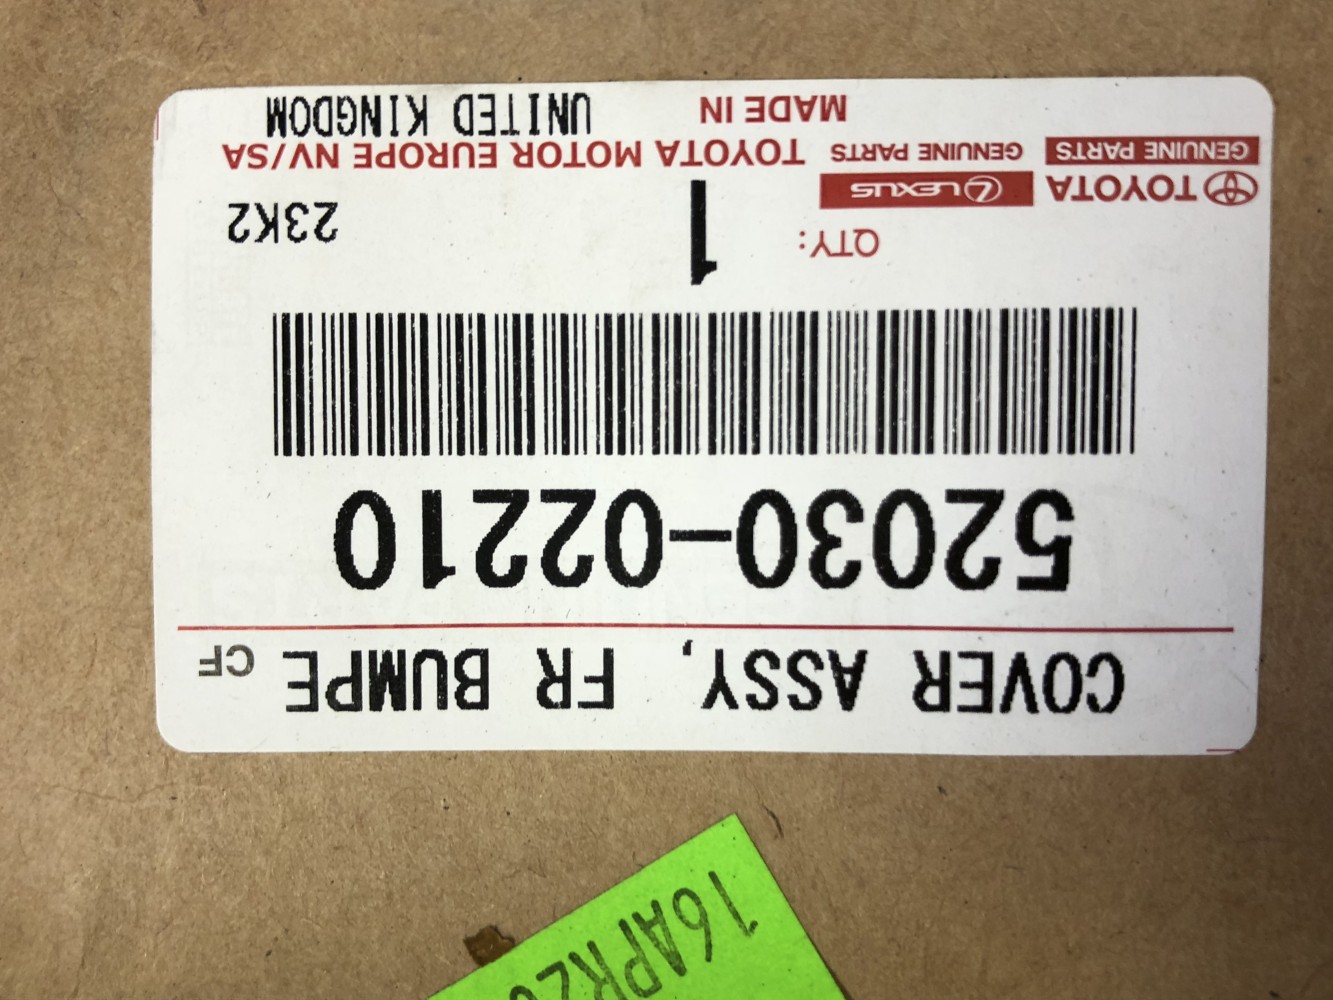 COVER ASSY, FR BUMPE CF
52030-02210
QTY: 1 23K2
TOYOTA LEXUS
GENUINE PARTS GENUINE PARTS TOYOTA MOTOR EUROPE NV/SA
MADE IN UNITED KINGDOM
16APR2